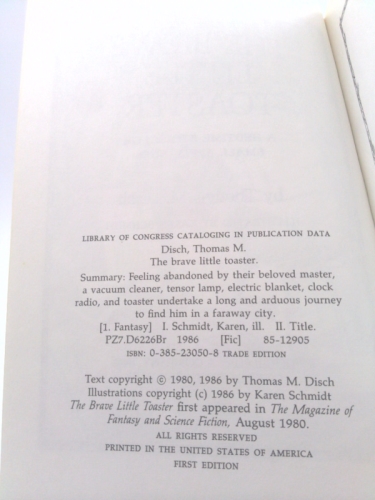 LIBRARY OF CONGRESS CATALOGING IN PUBLICATION DATA
Disch, Thomas M.
The brave little toaster.
Summary: Feeling abandoned by their beloved master,
a vacuum cleaner, tensor lamp, electric blanket, clock
radio, and toaster undertake a long and arduous journey
to find him in a faraway city.
[1. Fantasy] I. Schmidt, Karen, ill. II. Title.
PZ7.D6226Br 1986 [Fic] 85-12905
ISBN: 0-385-23050-8 TRADE EDITION
Text copyright © 1980, 1986 by Thomas M. Disch
Illustrations copyright (c) 1986 by Karen Schmidt
The Brave Little Toaster first appeared in The Magazine of
Fantasy and Science Fiction, August 1980.
ALL RIGHTS RESERVED
PRINTED IN THE UNITED STATES OF AMERICA
FIRST EDITION